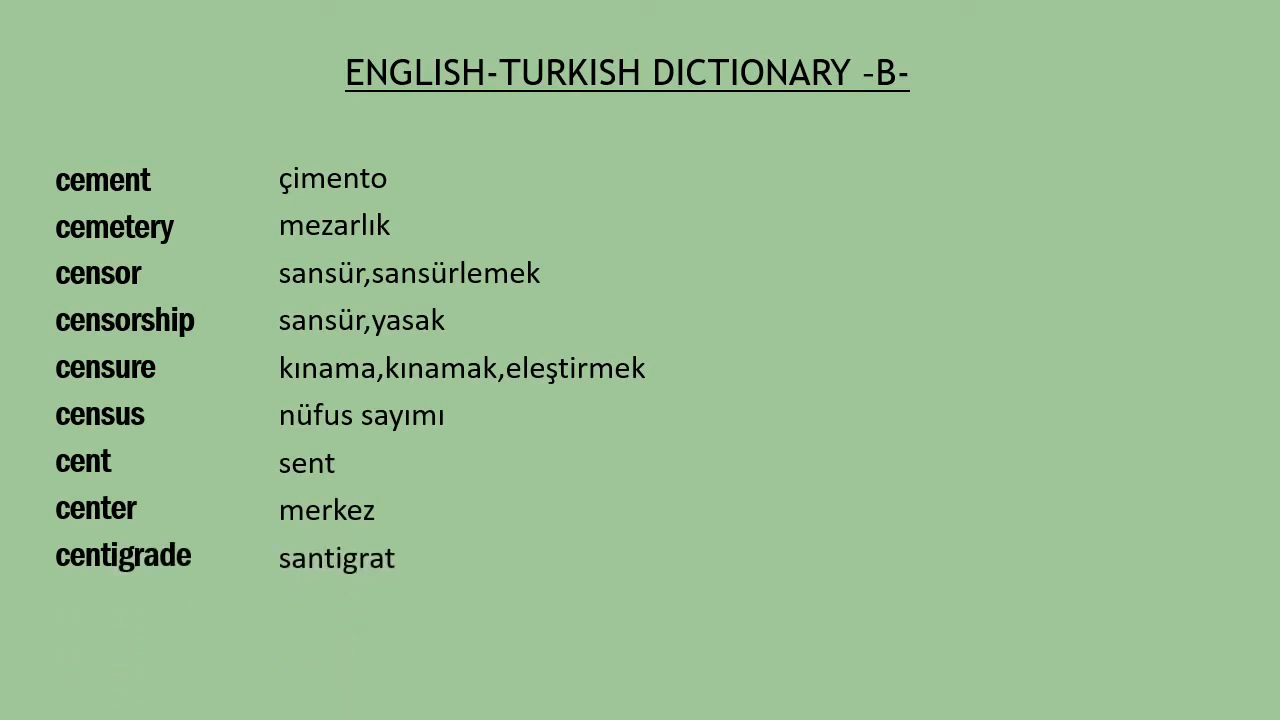 ENGLISH-TURKISH DICTIONARY –B-
cement çimento
cemetery mezarlık
censor sansür,sansürlemek
censorship sansür,yasak
censure kınama,kınamak,eleştirmek
census nüfus sayımı
cent sent
center merkez
centigrade santigrat